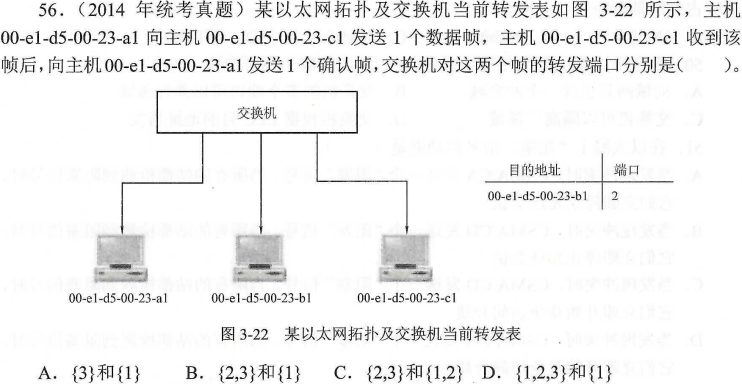 56.（2014 年统考真题）某以太网拓扑及交换机当前转发表如图 3-22 所示，主机
00-e1-d5-00-23-a1 向主机 00-e1-d5-00-23-c1 发送 1 个数据帧，主机 00-e1-d5-00-23-c1 收到该
帧后，向主机 00-e1-d5-00-23-a1 发送 1 个确认帧，交换机对这两个帧的转发端口分别是（ ）。
交换机
目的地址 端口
00-e1-d5-00-23-b1 2
00-e1-d5-00-23-a1 00-e1-d5-00-23-b1 00-e1-d5-00-23-c1
图 3-22 某以太网拓扑及交换机当前转发表
A. {3}和{1} B. {2,3}和{1} C. {2,3}和{1,2} D. {1,2,3}和{1}